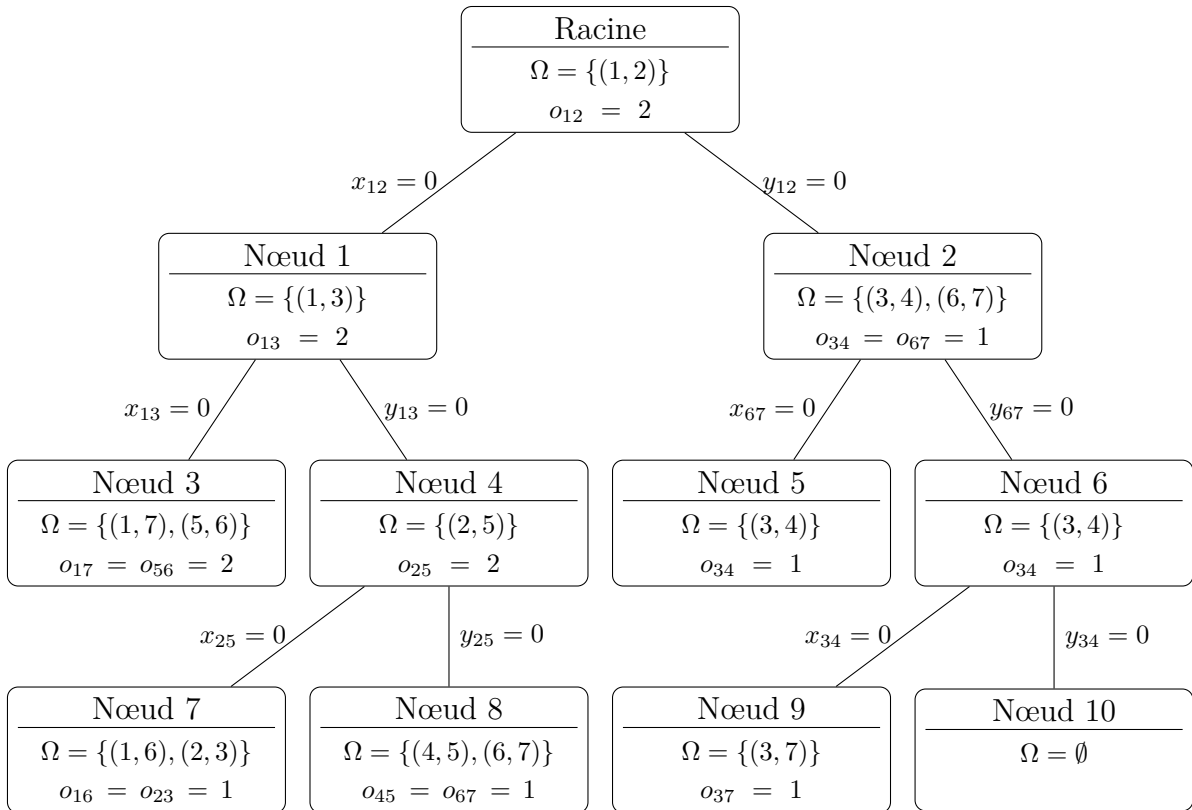 Racine
Ω = {(1, 2)}
o₁₂ = 2
x₁₂ = 0
y₁₂ = 0
Nœud 1
Ω = {(1, 3)}
o₁₃ = 2
Nœud 2
Ω = {(3, 4), (6, 7)}
o₃₄ = o₆₇ = 1
x₁₃ = 0
y₁₃ = 0
x₆₇ = 0
y₆₇ = 0
Nœud 3
Ω = {(1, 7), (5, 6)}
o₁₇ = o₅₆ = 2
Nœud 4
Ω = {(2, 5)}
o₂₅ = 2
Nœud 5
Ω = {(3, 4)}
o₃₄ = 1
Nœud 6
Ω = {(3, 4)}
o₃₄ = 1
x₂₅ = 0
y₂₅ = 0
x₃₄ = 0
y₃₄ = 0
Nœud 7
Ω = {(1, 6), (2, 3)}
o₁₆ = o₂₃ = 1
Nœud 8
Ω = {(4, 5), (6, 7)}
o₄₅ = o₆₇ = 1
Nœud 9
Ω = {(3, 7)}
o₃₇ = 1
Nœud 10
Ω = ∅